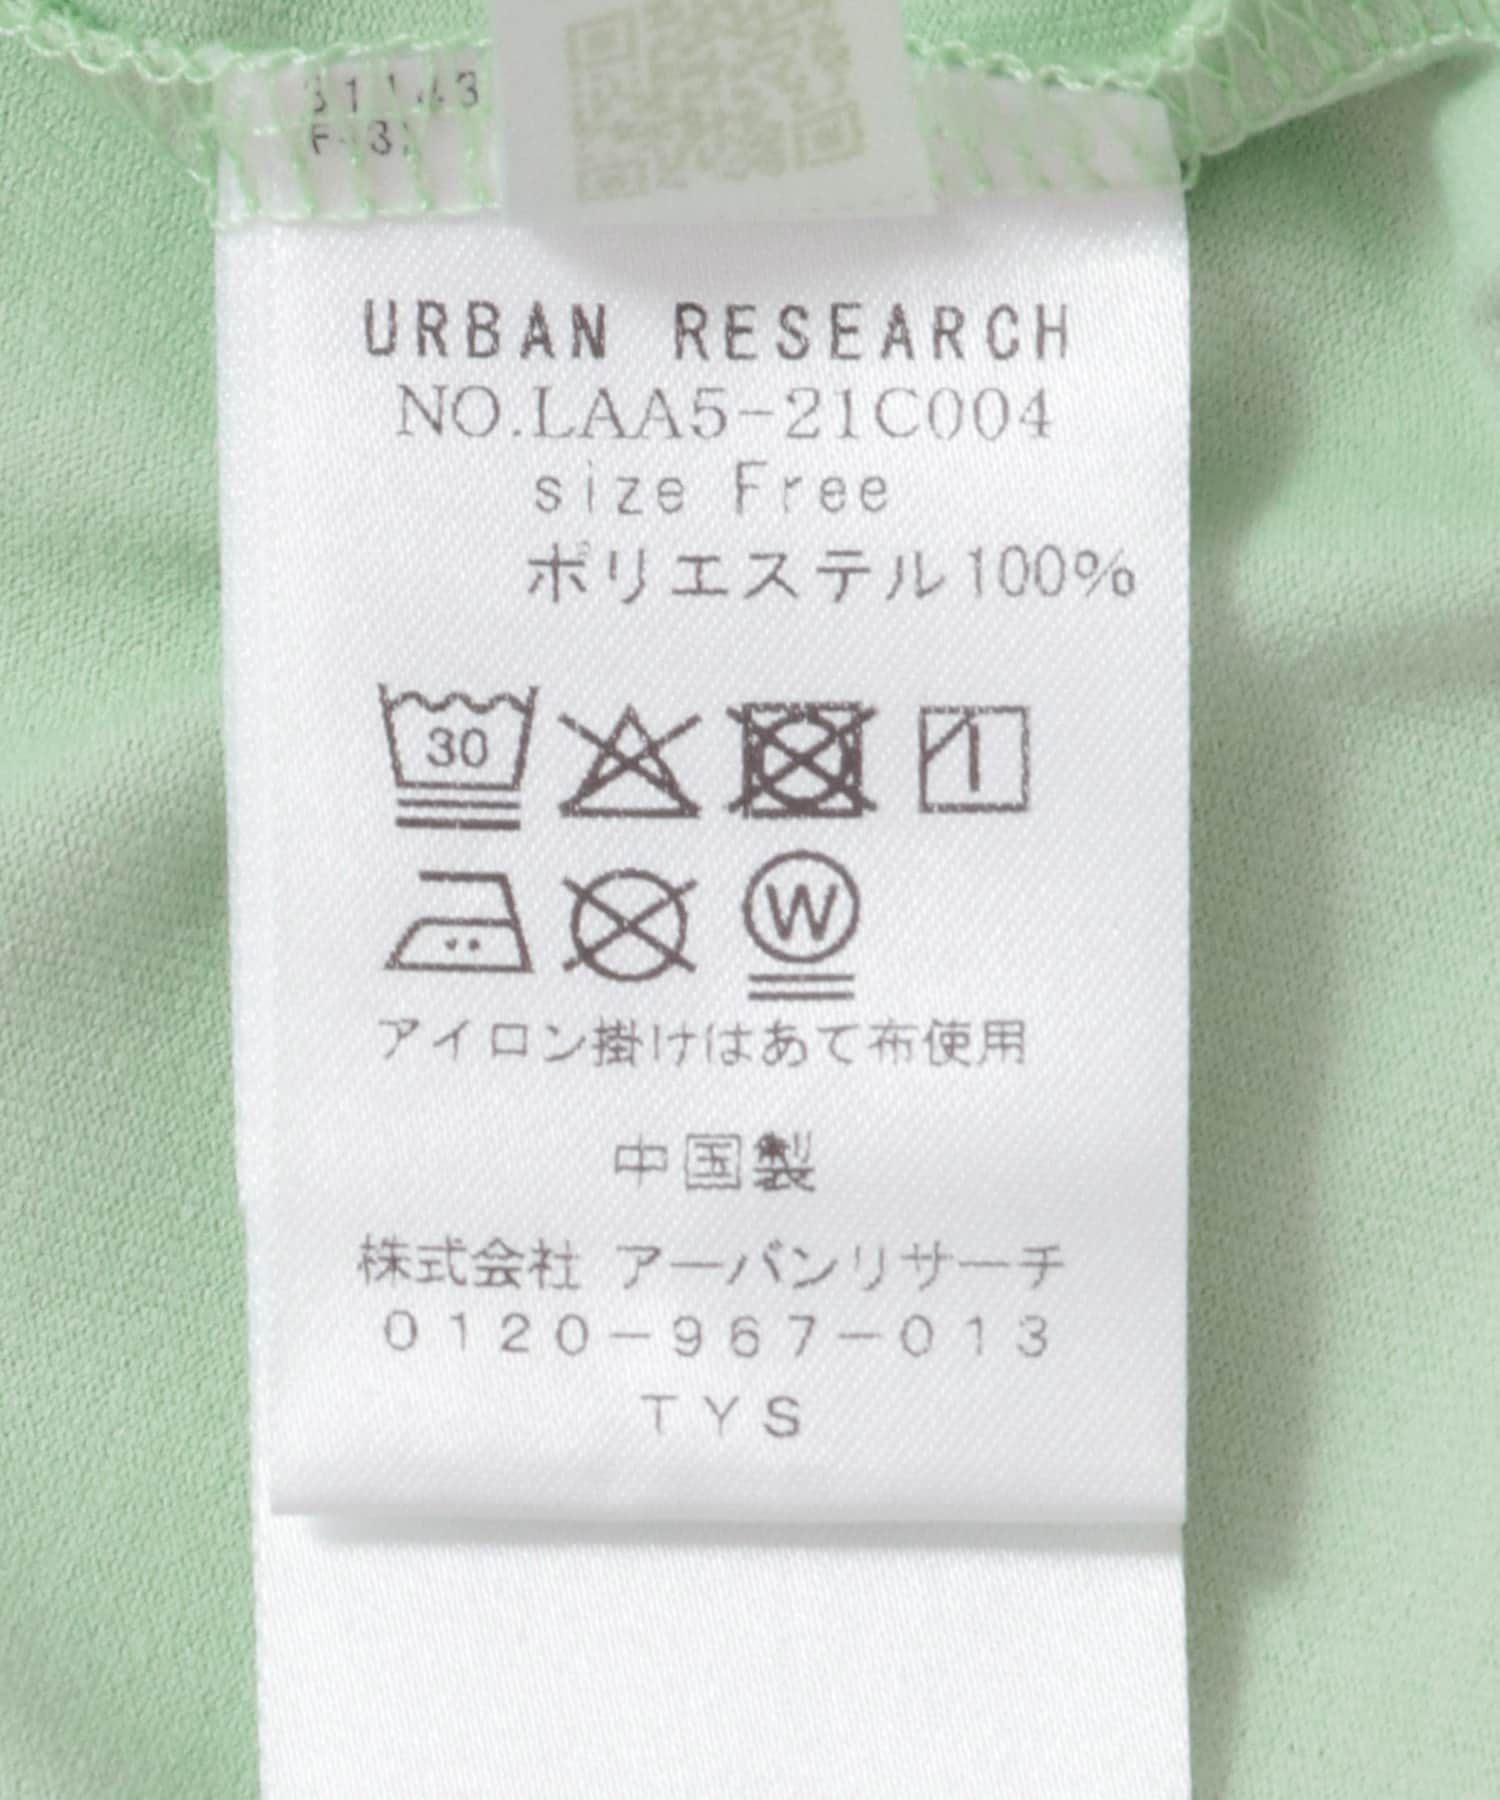 URBAN RESEARCH
NO.LAA5-21C004
size Free
ポリエステル100%
30
W
アイロン掛けはあて布使用
中国製
株式会社 アーバンリサーチ
0120-967-013
TYS